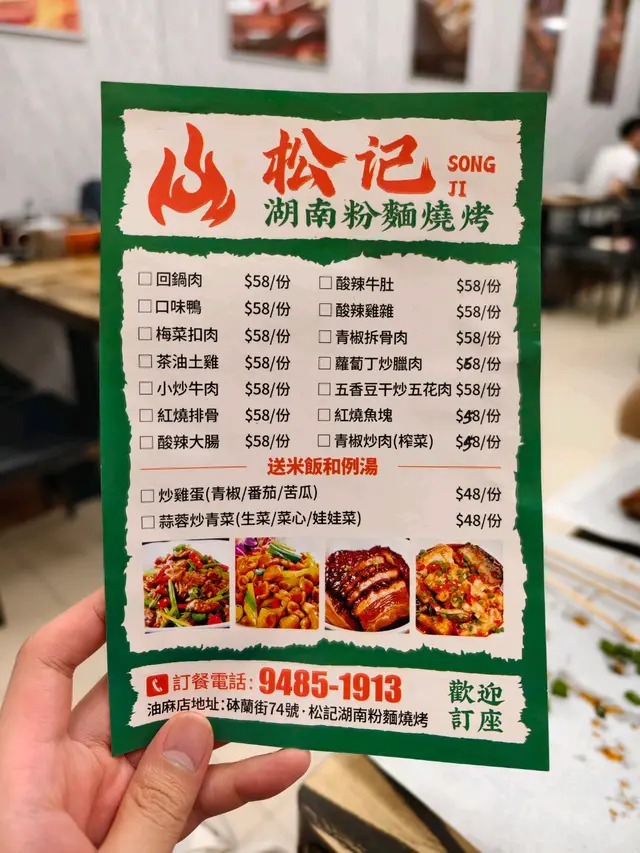 松记 SONG JI
湖南粉麵燒烤
回鍋肉 $58/份
口味鴨 $58/份
梅菜扣肉 $58/份
茶油土雞 $58/份
小炒牛肉 $58/份
紅燒排骨 $58/份
酸辣大腸 $58/份
酸辣牛肚 $58/份
酸辣雞雜 $58/份
青椒拆骨肉 $58/份
蘿蔔丁炒臘肉 $58/份
五香豆干炒五花肉 $58/份
紅燒魚塊 $58/份
青椒炒肉(榨菜) $58/份
送米飯和例湯
炒雞蛋(青椒/番茄/苦瓜) $48/份
蒜蓉炒青菜(生菜/菜心/娃娃菜) $48/份
訂餐電話: 9485-1913
油麻店地址:砵蘭街74號·松記湖南粉麵燒烤
歡迎
訂座